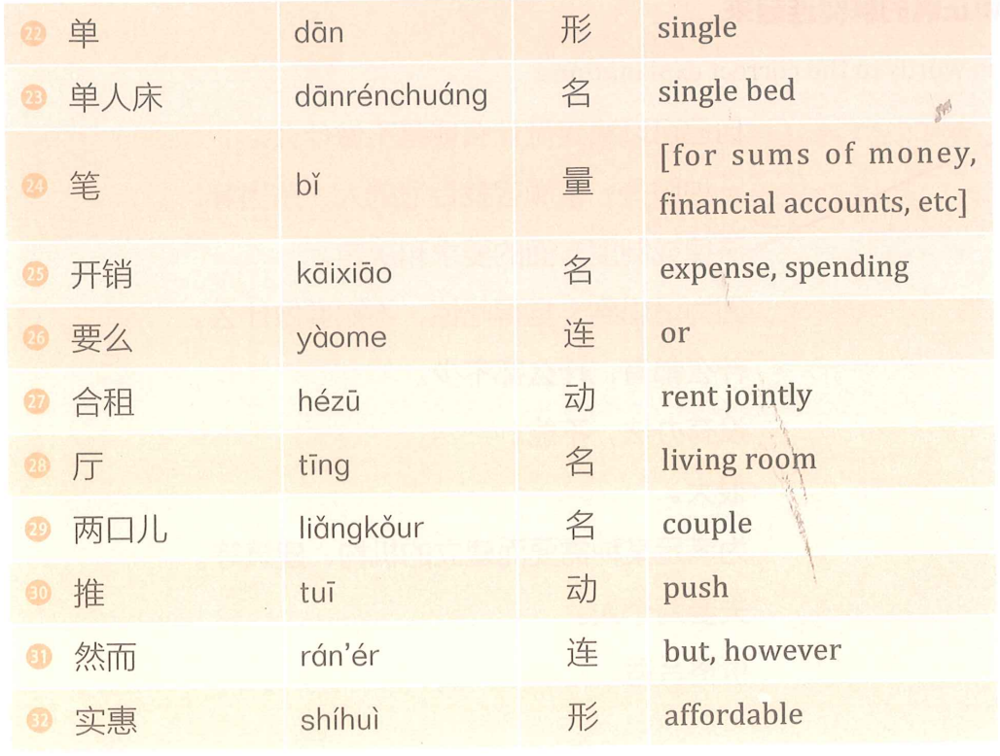 22 单 dān 形 single
23 单人床 dānrénchuáng 名 single bed
24 笔 bǐ 量 [for sums of money,
financial accounts, etc]
25 开销 kāixiāo 名 expense, spending
26 要么 yàome 连 or
27 合租 hézū 动 rent jointly
28 厅 tīng 名 living room
29 两口儿 liǎngkǒur 名 couple
30 推 tuī 动 push
31 然而 rán’ér 连 but, however
32 实惠 shíhuì 形 affordable